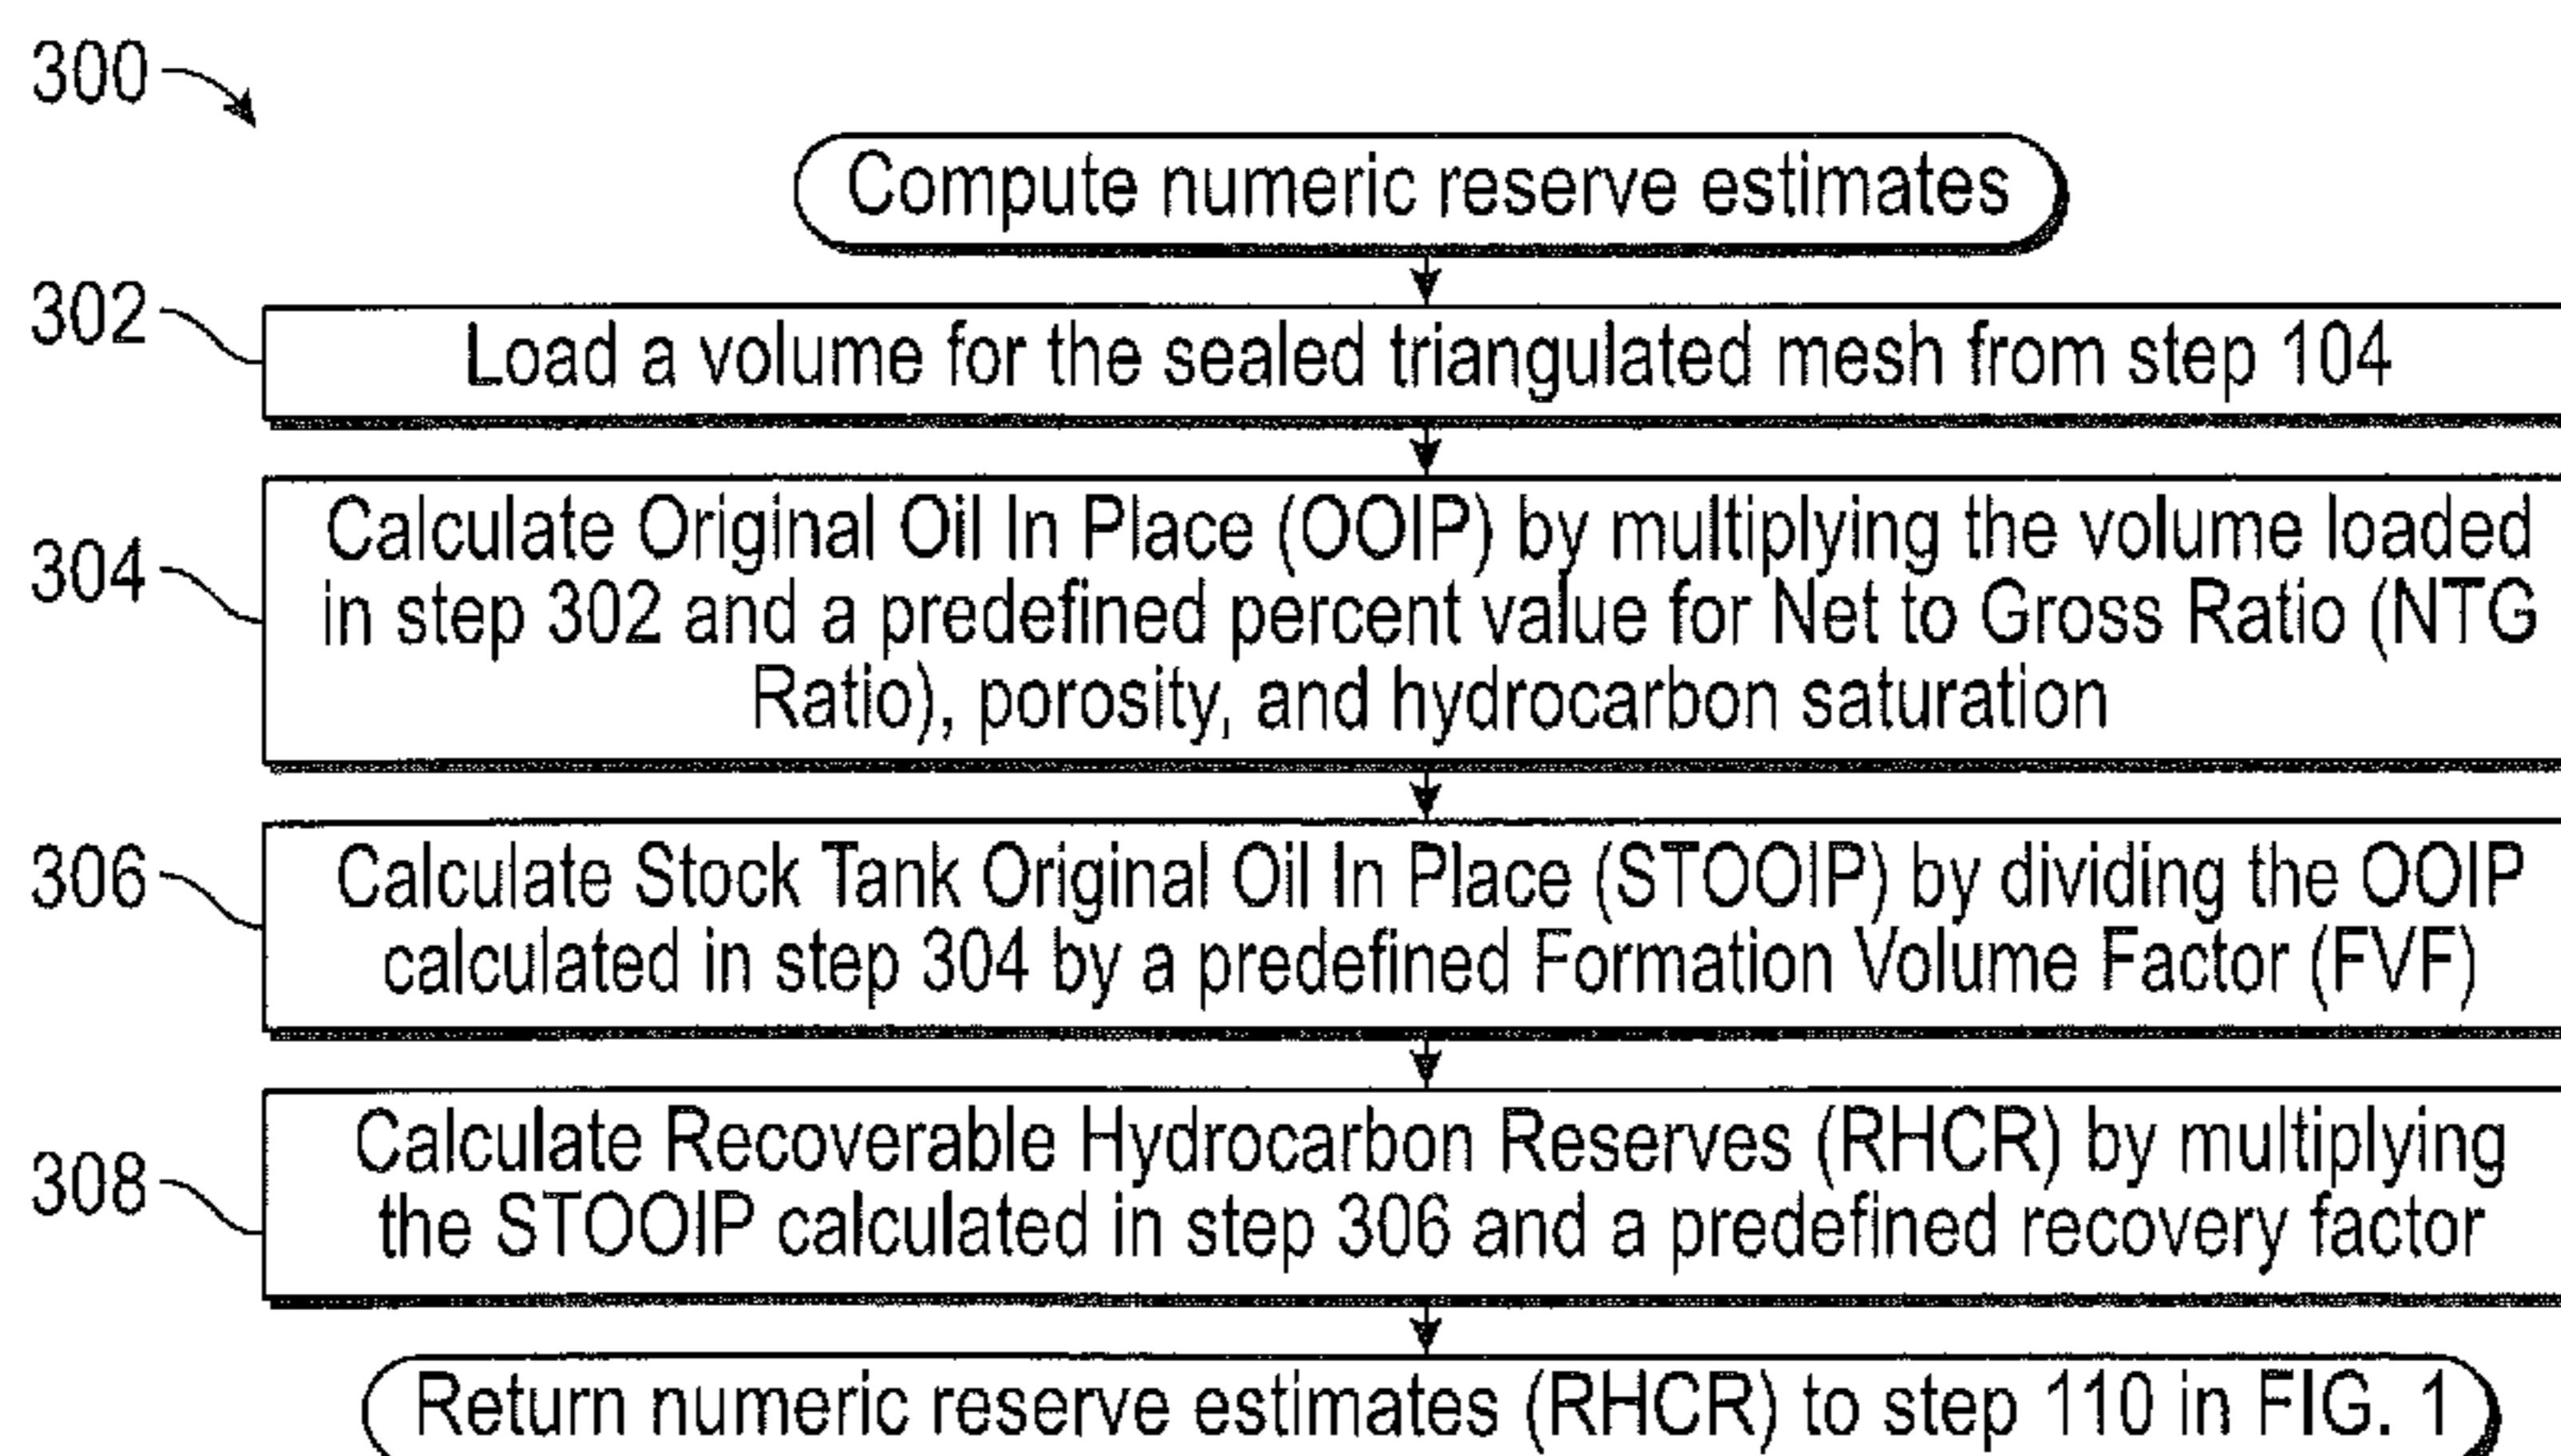 300
Compute numeric reserve estimates
302
Load a volume for the sealed triangulated mesh from step 104
304
Calculate Original Oil In Place (OOIP) by multiplying the volume loaded
in step 302 and a predefined percent value for Net to Gross Ratio (NTG
Ratio), porosity, and hydrocarbon saturation
306
Calculate Stock Tank Original Oil In Place (STOOIP) by dividing the OOIP
calculated in step 304 by a predefined Formation Volume Factor (FVF)
308
Calculate Recoverable Hydrocarbon Reserves (RHCR) by multiplying
the STOOIP calculated in step 306 and a predefined recovery factor
Return numeric reserve estimates (RHCR) to step 110 in FIG. 1